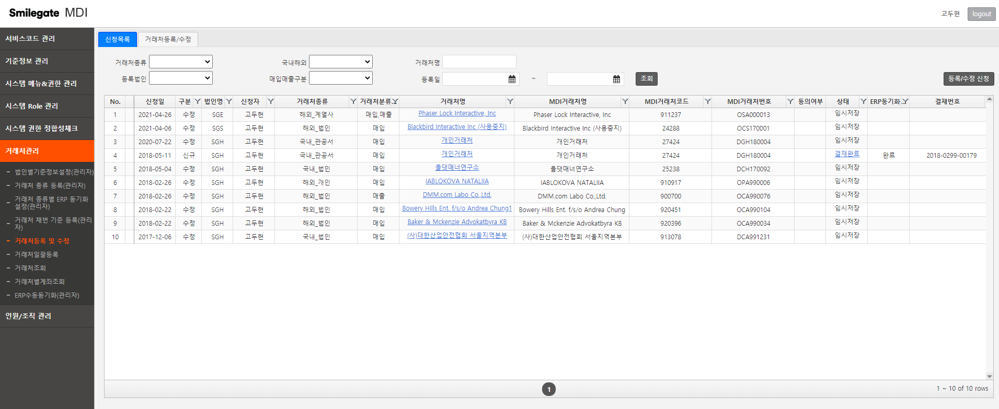 Smilegate MDI
고두현 logout
서비스코드 관리
기준정보 관리
시스템 메뉴&권한 관리
시스템 Role 관리
시스템 권한 정합성체크
거래처관리
법인별기준정보설정(관리자)
거래처 종류 등록(관리자)
거래처 종류별 ERP 동기화
설정(관리자)
거래처 채번 기준 등록(관리
자)
거래처등록 및 수정
거래처일괄등록
거래처조회
거래처별계좌조회
ERP수동동기화(관리자)
인원/조직 관리
신청목록 거래처등록/수정
거래처종류 국내해외 거래처명
등록법인 매입매출구분 등록일 ~ 조회 등록/수정 신청
No. 신청일 구분 법인명 신청자 거래처종류 거래처분류.. 거래처명 MDI거래처명 MDI거래처코드 MDI거래처번호 동의여부 상태 ERP동기화.. 결재번호
1 2021-04-26 수정 SGE 고두현 해외_계열사 매입,매출 Phaser Lock Interactive, Inc Phaser Lock Interactive, Inc 911237 OSA000013 임시저장
2 2021-04-06 수정 SGS 고두현 해외_법인 매입 Blackbird Interactive Inc (사용중지) Blackbird Interactive Inc (사용중지) 24288 OCS170001 임시저장
3 2020-07-22 수정 SGH 고두현 국내_관공서 매입 개인거래처 개인거래처 27424 DGH180004 임시저장
4 2018-05-11 신규 SGH 고두현 국내_관공서 매입 개인거래처 개인거래처 27424 DGH180004 결재완료 완료 2018-0299-00179
5 2018-05-04 수정 SGH 고두현 국내_법인 매입 올댓매너연구소 올댓매너연구소 25238 DCH170092 임시저장
6 2018-02-26 수정 SGH 고두현 해외_개인 매입 IABLOKOVA NATALIIA IABLOKOVA NATALIIA 910917 OPA990006 임시저장
7 2018-02-26 수정 SGH 고두현 해외_법인 매출 DMM.com Labo Co.,Ltd. DMM.com Labo Co.,Ltd. 900700 OCA990076 임시저장
8 2018-02-22 수정 SGH 고두현 해외_법인 매입 Bowery Hills Ent. f/s/o Andrea Chung1 Bowery Hills Ent. f/s/o Andrea Chung 920451 OCA990104 임시저장
9 2018-02-22 수정 SGH 고두현 해외_법인 매입 Baker & Mckenzie Advokatbyra KB Baker & Mckenzie Advokatbyra KB 920396 OCA990034 임시저장
10 2017-12-06 수정 SGH 고두현 국내_법인 매입 (사)대한산업안전협회 서울지역본부 (사)대한산업안전협회 서울지역본부 913078 DCA991231 임시저장
1
1 ~ 10 of 10 rows